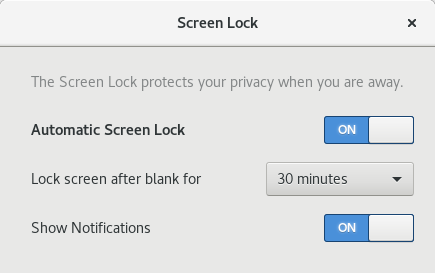 Screen Lock
The Screen Lock protects your privacy when you are away.
Automatic Screen Lock ON
Lock screen after blank for 30 minutes
Show Notifications ON